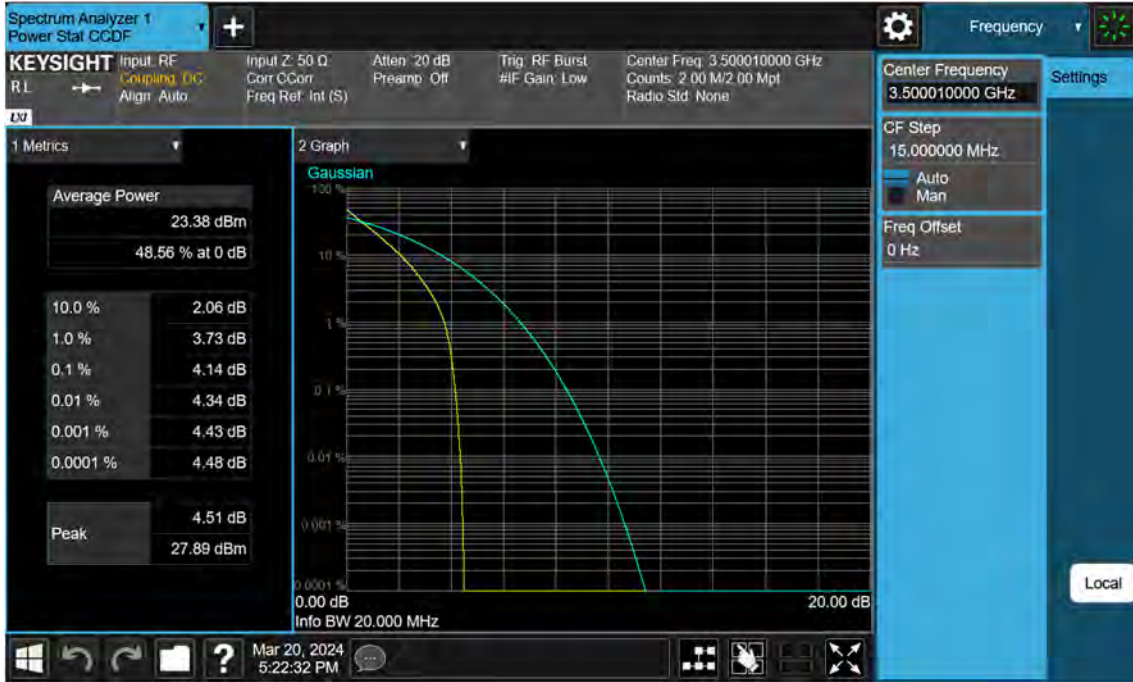 Spectrum Analyzer 1
Power Stat CCDF
Frequency
KEYSIGHT
RL
LXI
Input: RF
Coupling: DC
Align: Auto
Input Z: 50 Ω
Corr CCorr
Freq Ref: Int (S)
Atten: 20 dB
Preamp: Off
Trig: RF Burst
#IF Gain: Low
Center Freq: 3.500010000 GHz
Counts: 2.00 M/2.00 Mpt
Radio Std: None
Center Frequency
3.500010000 GHz
Settings
CF Step
15.000000 MHz
Auto
Man
Freq Offset
0 Hz
1 Metrics
Average Power
23.38 dBm
48.56 % at 0 dB
10.0 % 2.06 dB
1.0 % 3.73 dB
0.1 % 4.14 dB
0.01 % 4.34 dB
0.001 % 4.43 dB
0.0001 % 4.48 dB
Peak 4.51 dB
27.89 dBm
2 Graph
Gaussian
100 %
10 %
1 %
0.1 %
0.01 %
0.001 %
0.0001 %
0.00 dB 20.00 dB
Info BW 20.000 MHz
Local
?
Mar 20, 2024
5:22:32 PM